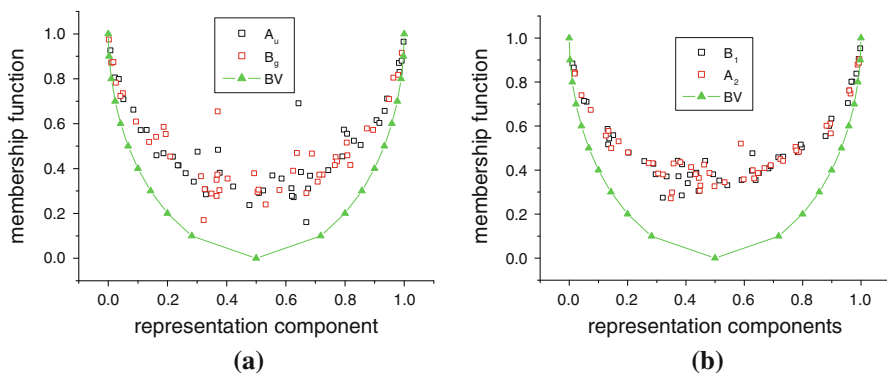 membership function
1.0
0.8
0.6
0.4
0.2
0.0
A_u
B_g
BV
0.0 0.2 0.4 0.6 0.8 1.0
representation component
(a)
membership function
1.0
0.8
0.6
0.4
0.2
0.0
B_1
A_2
BV
0.0 0.2 0.4 0.6 0.8 1.0
representation components
(b)